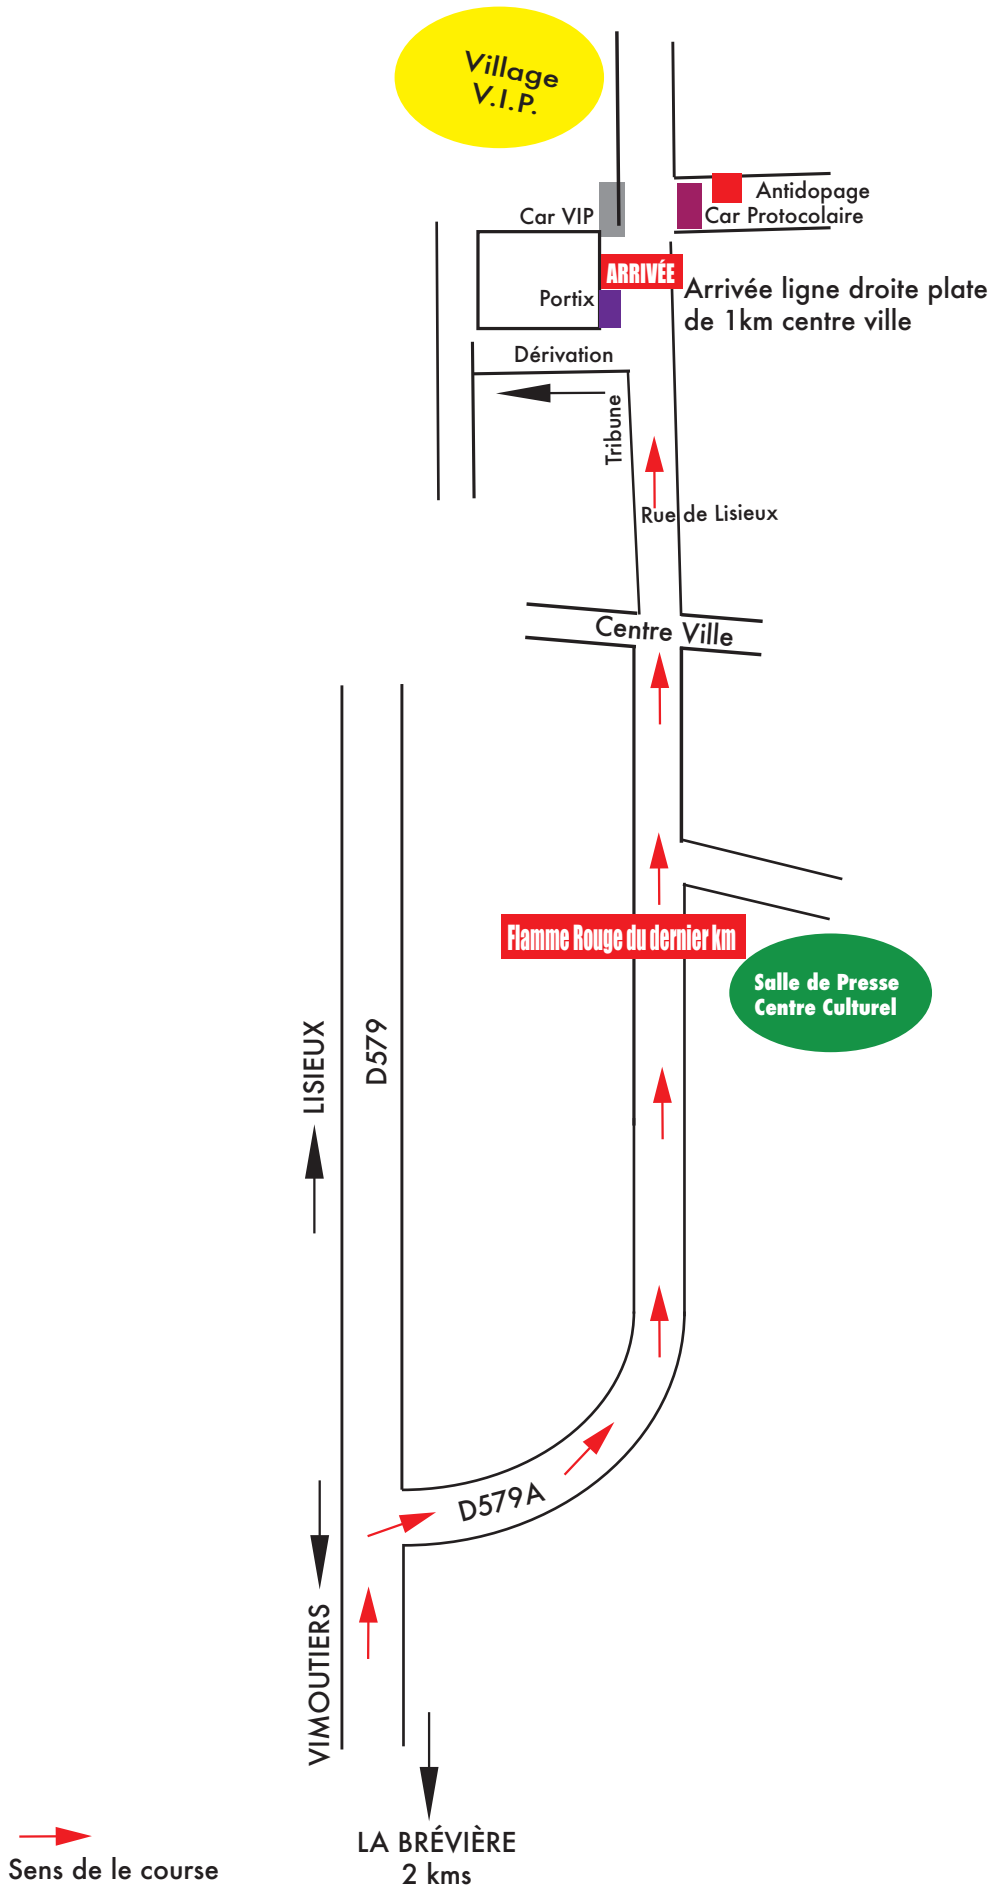 Village
V.I.P.
Antidopage
Car VIP
Car Protocolaire
ARRIVÉE
Arrivée ligne droite plate
de 1km centre ville
Portix
Dérivation
Tribune
Rue de Lisieux
Centre Ville
Flamme Rouge du dernier km
Salle de Presse
Centre Culturel
LISIEUX
D579
D579A
VIMOUTIERS
LA BRÉVIÈRE
2 kms
Sens de le course